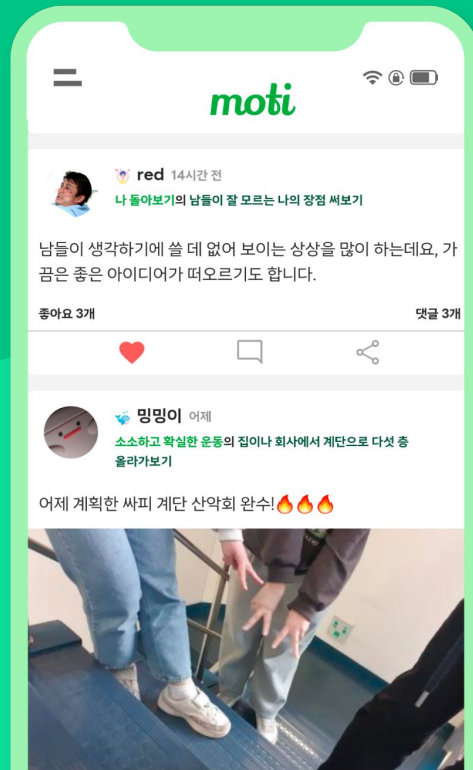 moti
red 14시간 전
나 돌아보기의 남들이 잘 모르는 나의 장점 써보기
남들이 생각하기에 쓸 데 없어 보이는 상상을 많이 하는데요, 가
끔은 좋은 아이디어가 떠오르기도 합니다.
좋아요 3개 댓글 3개
밍밍이 어제
소소하고 확실한 운동의 집이나 회사에서 계단으로 다섯 층
올라가보기
어제 계획한 싸피 계단 산악회 완수!🔥🔥🔥